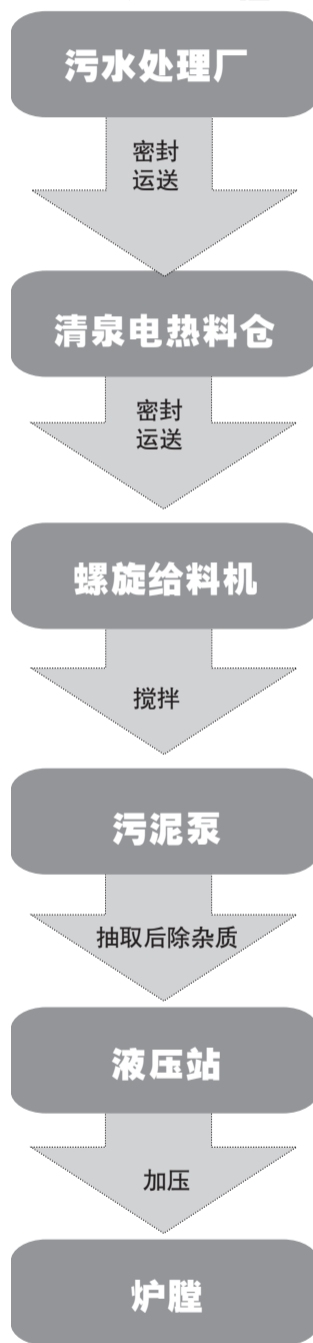 污水处理厂
密封
运送
清泉电热料仓
密封
运送
螺旋给料机
搅拌
污泥泵
抽取后除杂质
液压站
加压
炉膛